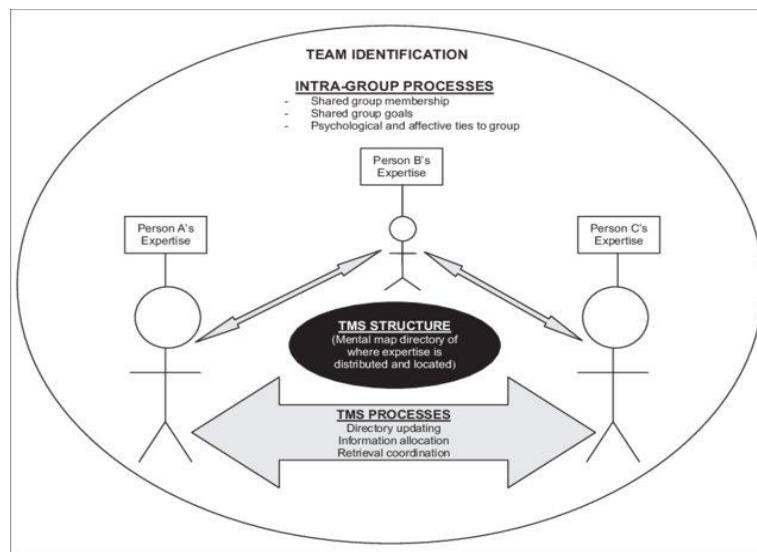 TEAM IDENTIFICATION
INTRA-GROUP PROCESSES
- Shared group membership
- Shared group goals
- Psychological and affective ties to group
Person B's
Expertise
Person A's
Expertise
Person C's
Expertise
TMS STRUCTURE
(Mental map directory of
where expertise is
distributed and located)
TMS PROCESSES
Directory updating
Information allocation
Retrieval coordination